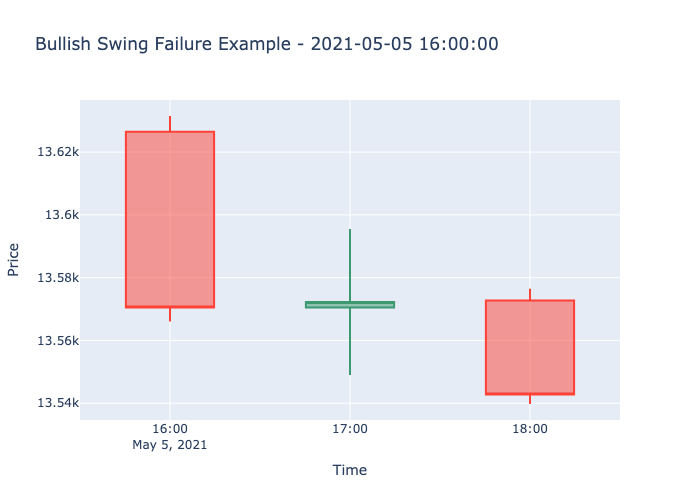 Bullish Swing Failure Example - 2021-05-05 16:00:00
Price
13.62k
13.6k
13.58k
13.56k
13.54k
16:00
May 5, 2021
17:00
18:00
Time